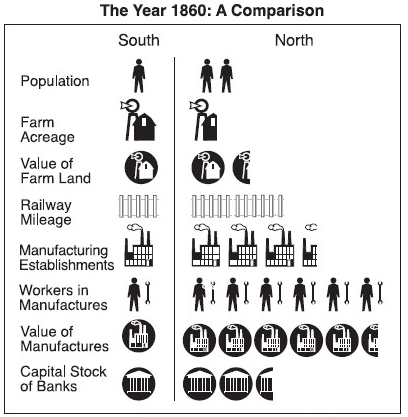 The Year 1860: A Comparison
South North
Population
Farm
Acreage
Value of
Farm Land
Railway
Mileage
Manufacturing
Establishments
Workers in
Manufactures
Value of
Manufactures
Capital Stock
of Banks